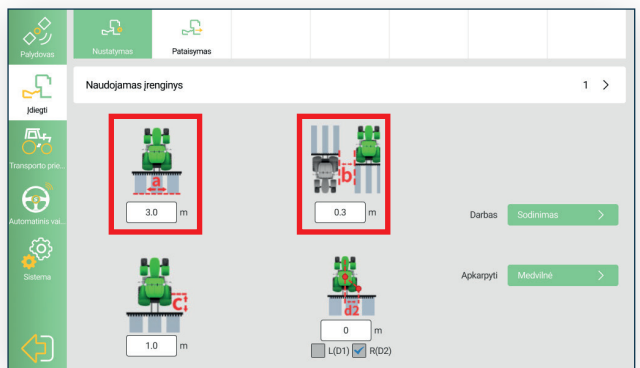 Palydovas
Nustatymas
Pataisymas
Įdiegti
Naudojamas įrenginys
1
a
b
3.0 m
0.3 m
Transporto prie...
Automatinis vai...
Darbas
Sodinimas
Sistema
Apkarpyti
Medvilnė
c
d2
1.0 m
0 m
L(D1)
R(D2)